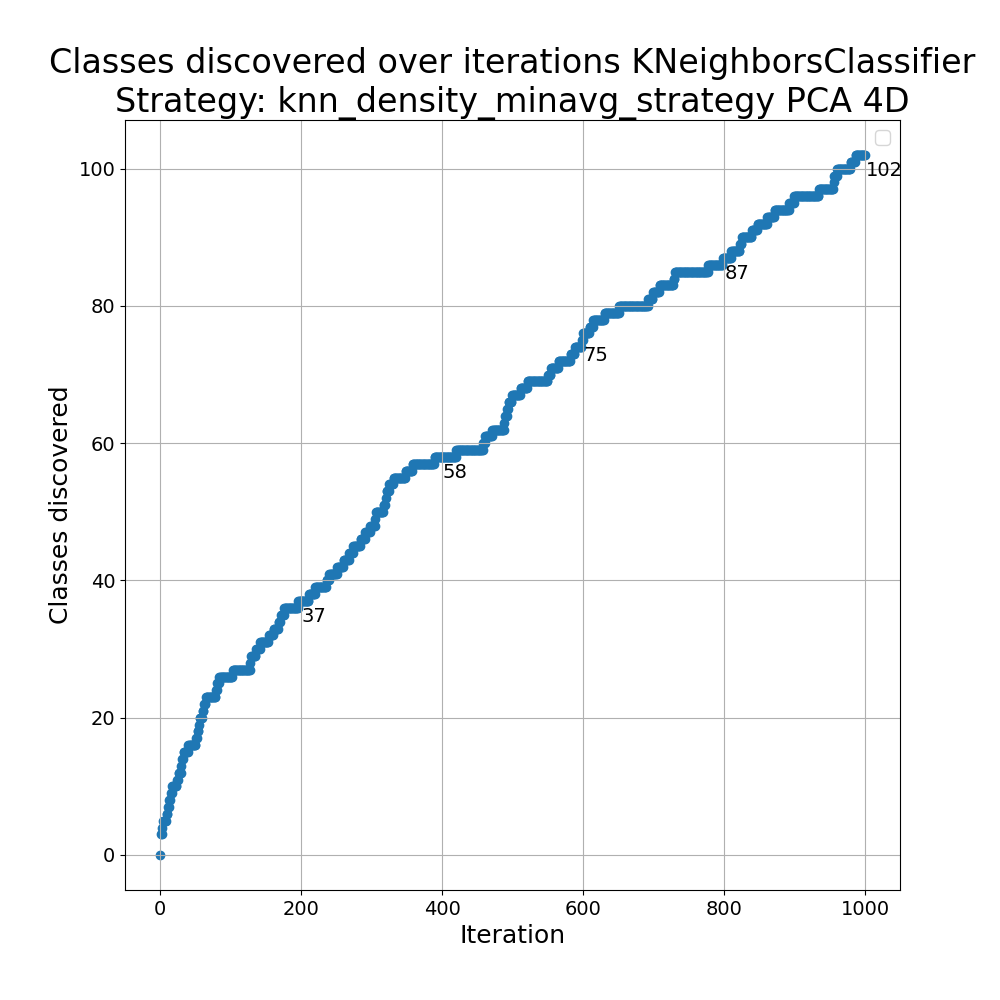 Classes discovered over iterations KNeighborsClassifier
Strategy: knn_density_minavg_strategy PCA 4D
Classes discovered
100
80
60
40
20
0
102
87
75
58
37
0 200 400 600 800 1000
Iteration